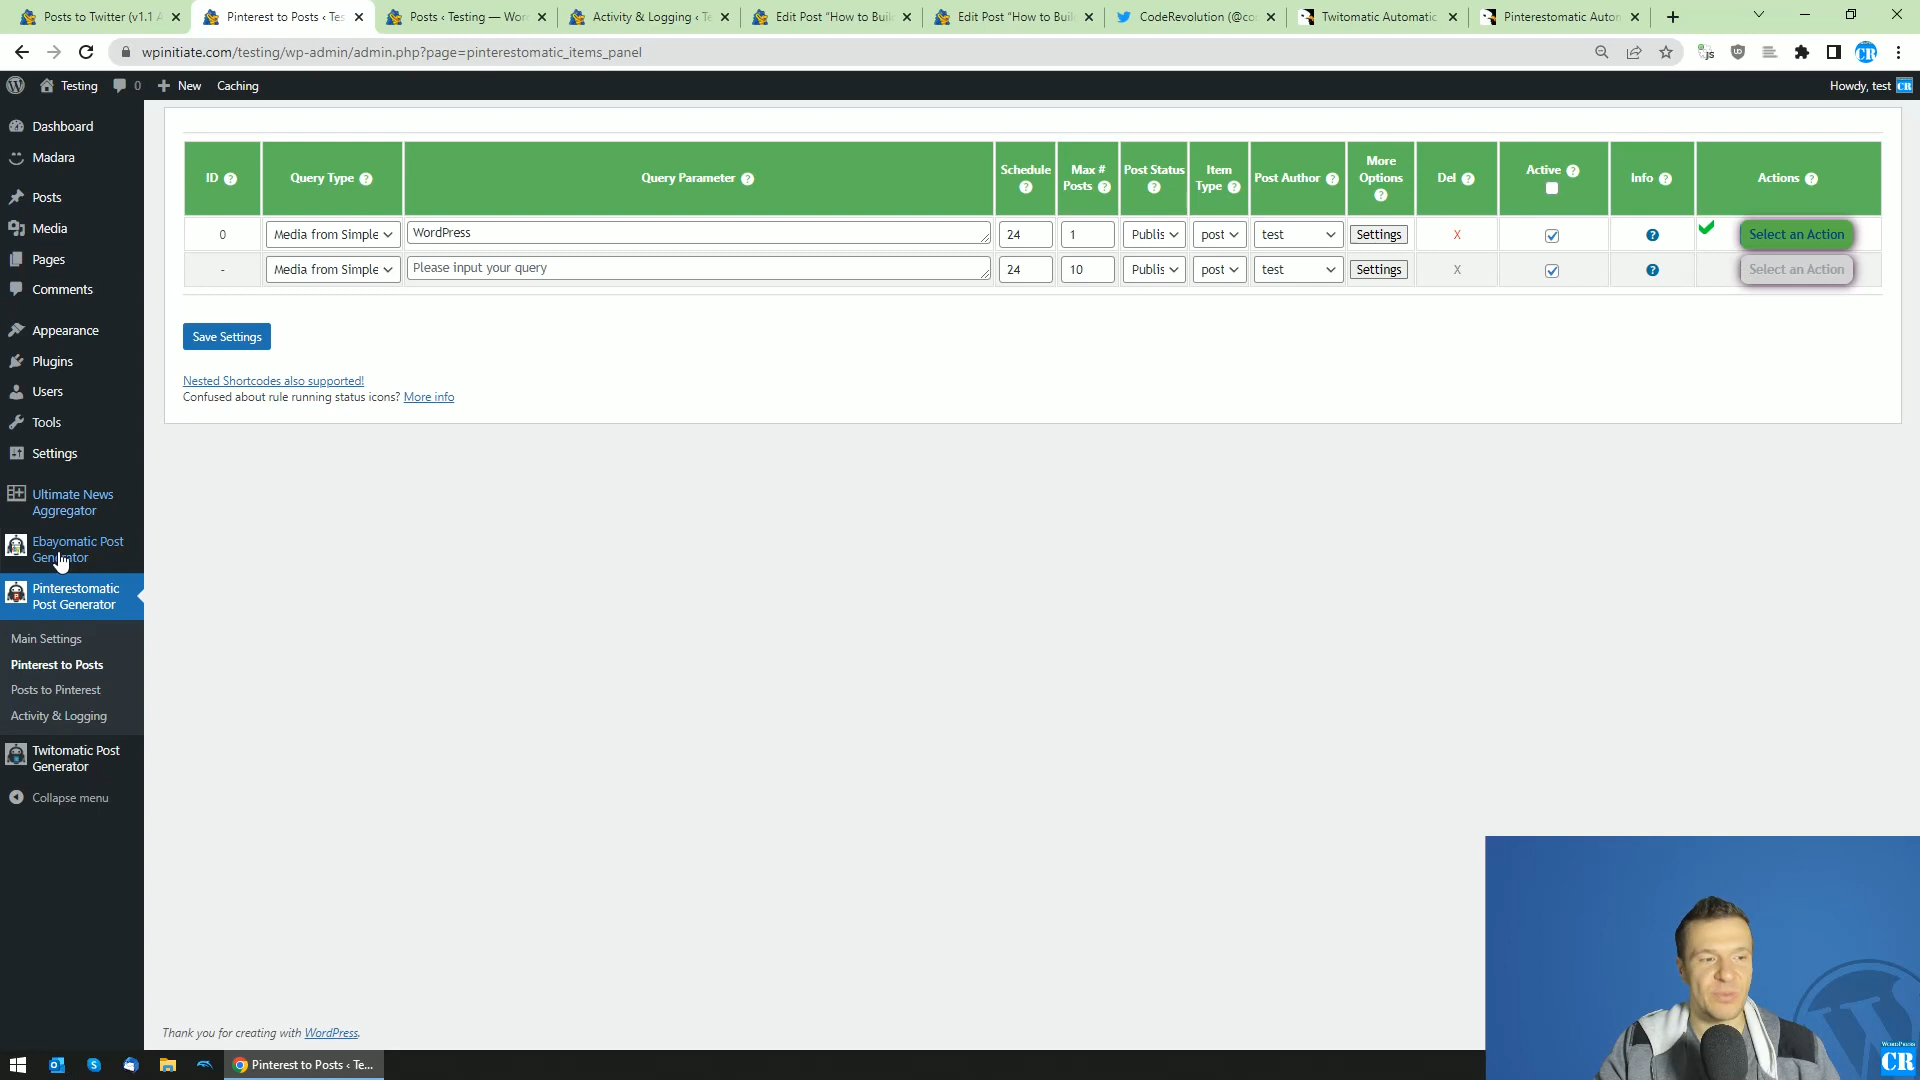 Posts to Twitter (v1.1 A
Pinterest to Posts ‹ Tes
Posts ‹ Testing — Wor
Activity & Logging ‹ Te
Edit Post “How to Buil
Edit Post “How to Buil
CodeRevolution (@co
Twitomatic Automatic
Pinterestomatic Auton
wpinitiate.com/testing/wp-admin/admin.php?page=pinterestomatic_items_panel
Testing
0
New
Caching
Howdy, test
CR
Dashboard
Madara
Posts
Media
Pages
Comments
Appearance
Plugins
Users
Tools
Settings
Ultimate News
Aggregator
Ebayomatic Post
Generator
Pinterestomatic
Post Generator
Main Settings
Pinterest to Posts
Posts to Pinterest
Activity & Logging
Twitomatic Post
Generator
Collapse menu
ID ?
Query Type ?
Query Parameter ?
Schedule ?
Max # Posts ?
Post Status ?
Item Type ?
Post Author ?
More Options ?
Del ?
Active ?
Info ?
Actions ?
0 Media from Simple WordPress 24 1 Publis post test Settings X ? Select an Action
- Media from Simple Please input your query 24 10 Publis post test Settings X ? Select an Action
Save Settings
Nested Shortcodes also supported!
Confused about rule running status icons? More info
Thank you for creating with WordPress.
Pinterest to Posts ‹ Te...
WORDPRESS
CR